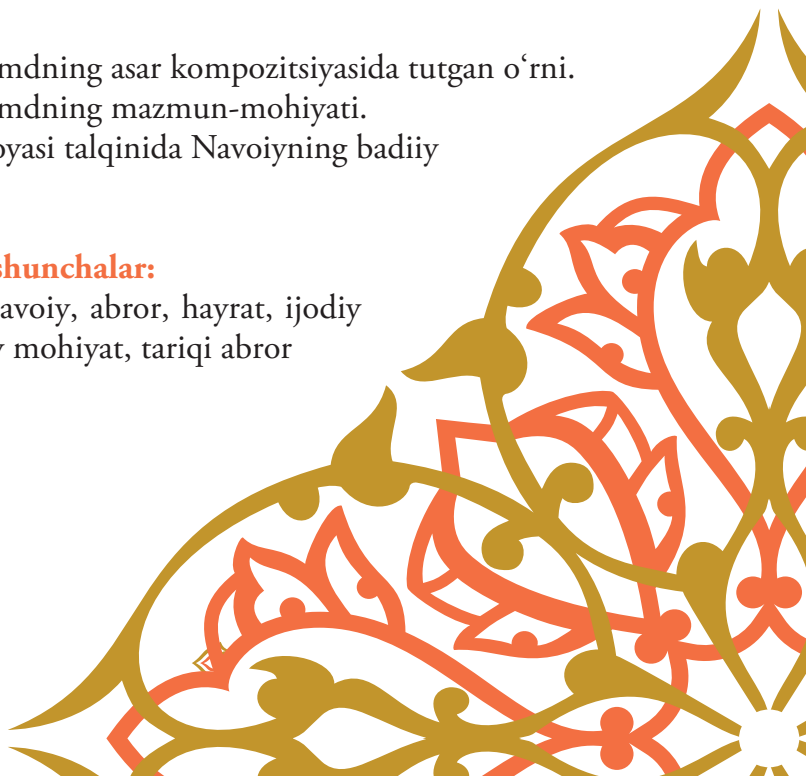 mdning asar kompozitsiyasida tutgan o‘rni.
mdning mazmun-mohiyati.
oyasi talqinida Navoiyning badiiy
shunchalar:
avoiy, abror, hayrat, ijodiy
mohiyat, tariqi abror